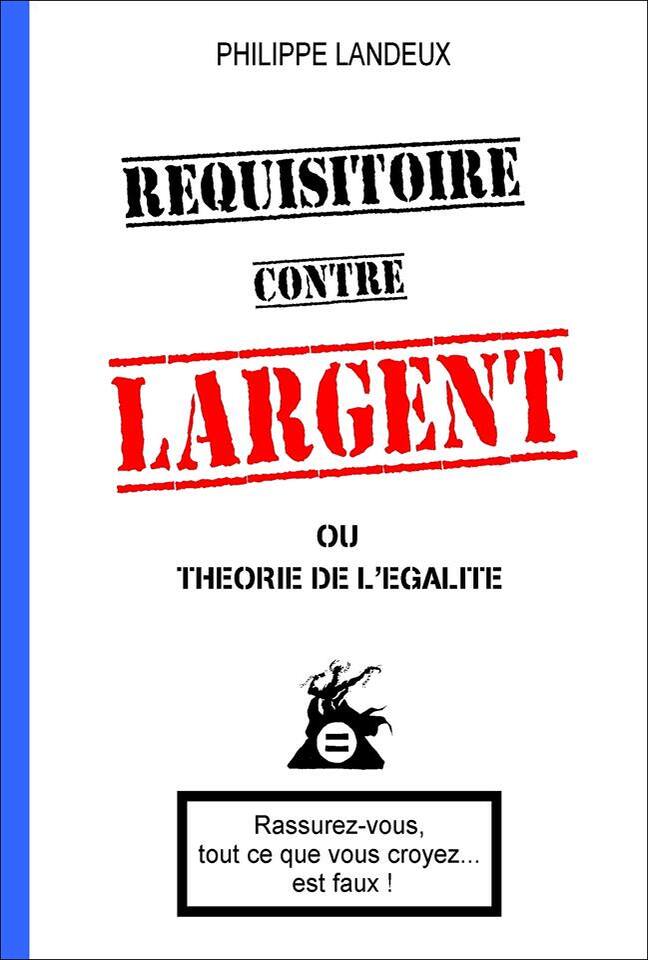 PHILIPPE LANDEUX
REQUISITOIRE
CONTRE
LARGENT
OU
THEORIE DE L'EGALITE
=
Rassurez-vous,
tout ce que vous croyez...
est faux !